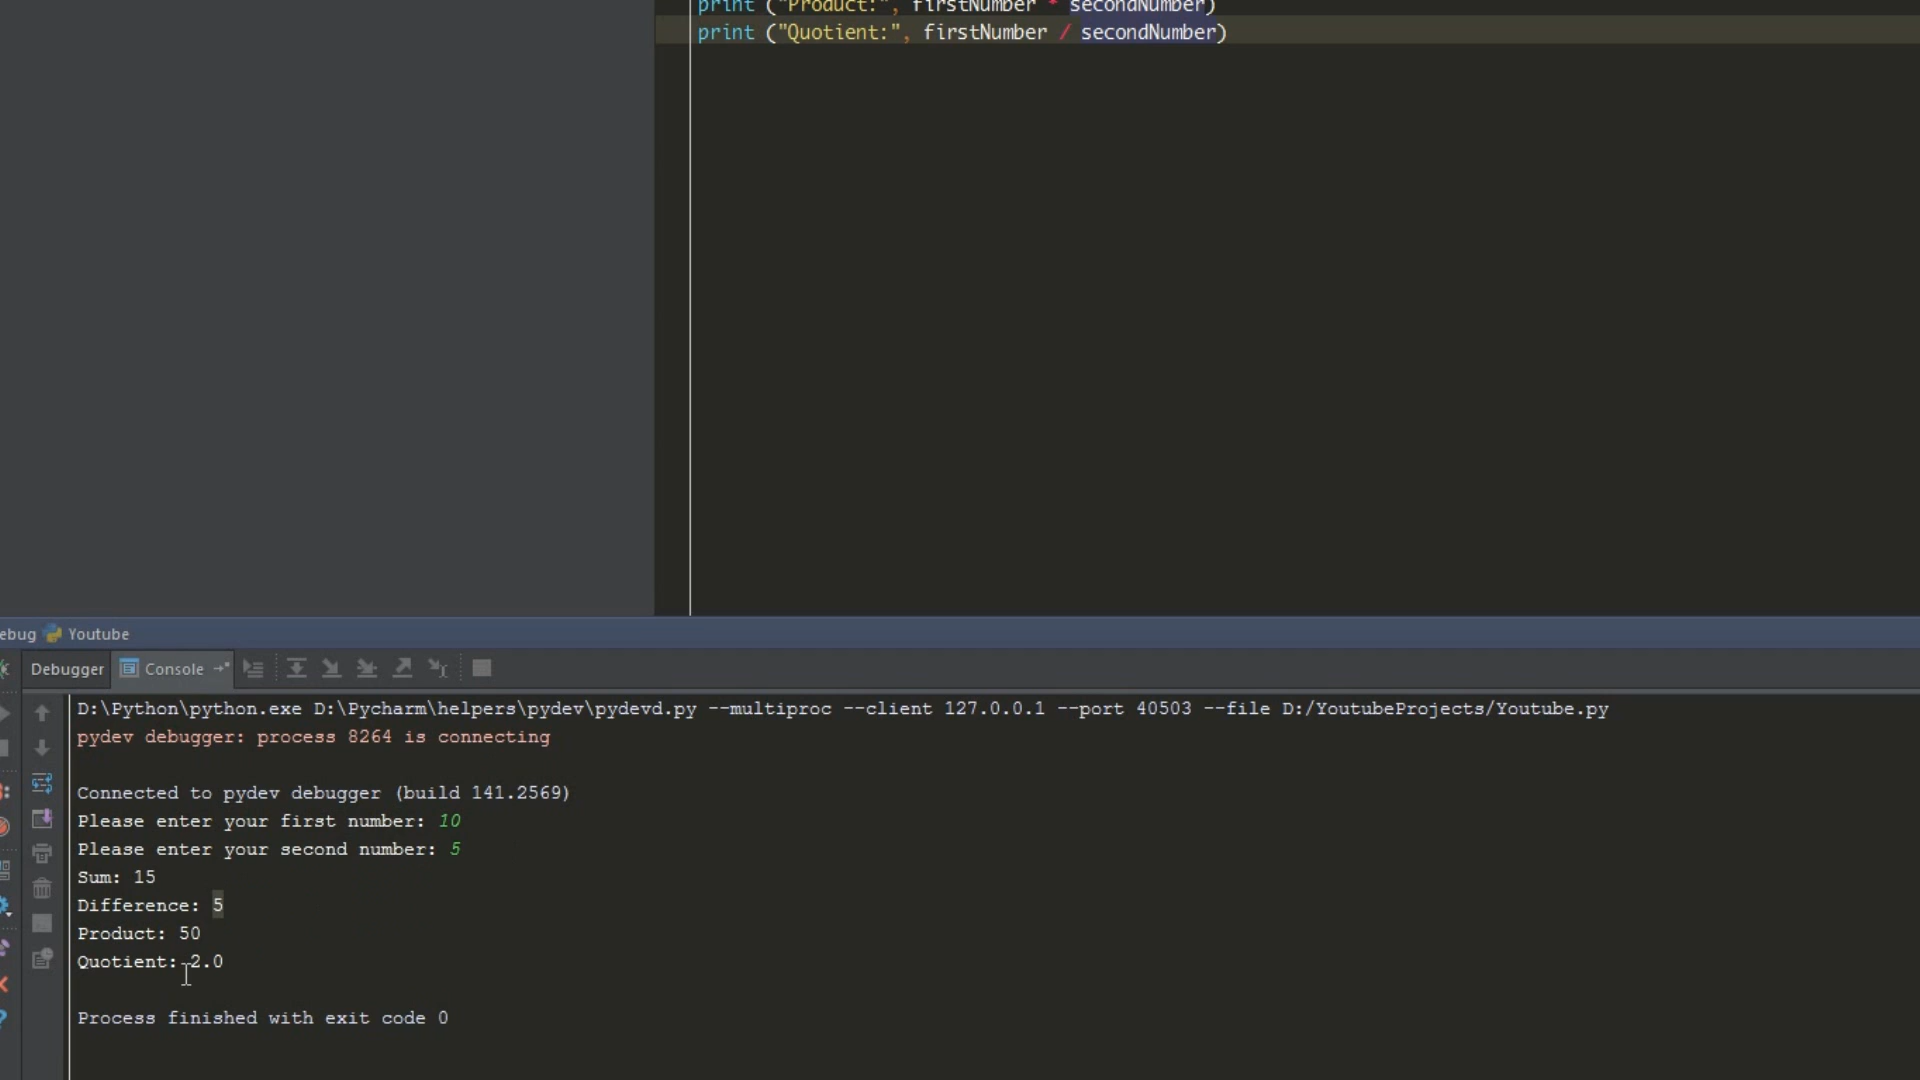 print ("Product:", firstNumber * secondNumber)
print ("Quotient:", firstNumber / secondNumber)
ebug Youtube
Debugger Console
D:\Python\python.exe D:\Pycharm\helpers\pydev\pydevd.py --multiproc --client 127.0.0.1 --port 40503 --file D:/YoutubeProjects/Youtube.py
pydev debugger: process 8264 is connecting
Connected to pydev debugger (build 141.2569)
Please enter your first number: 10
Please enter your second number: 5
Sum: 15
Difference: 5
Product: 50
Quotient: 2.0
Process finished with exit code 0